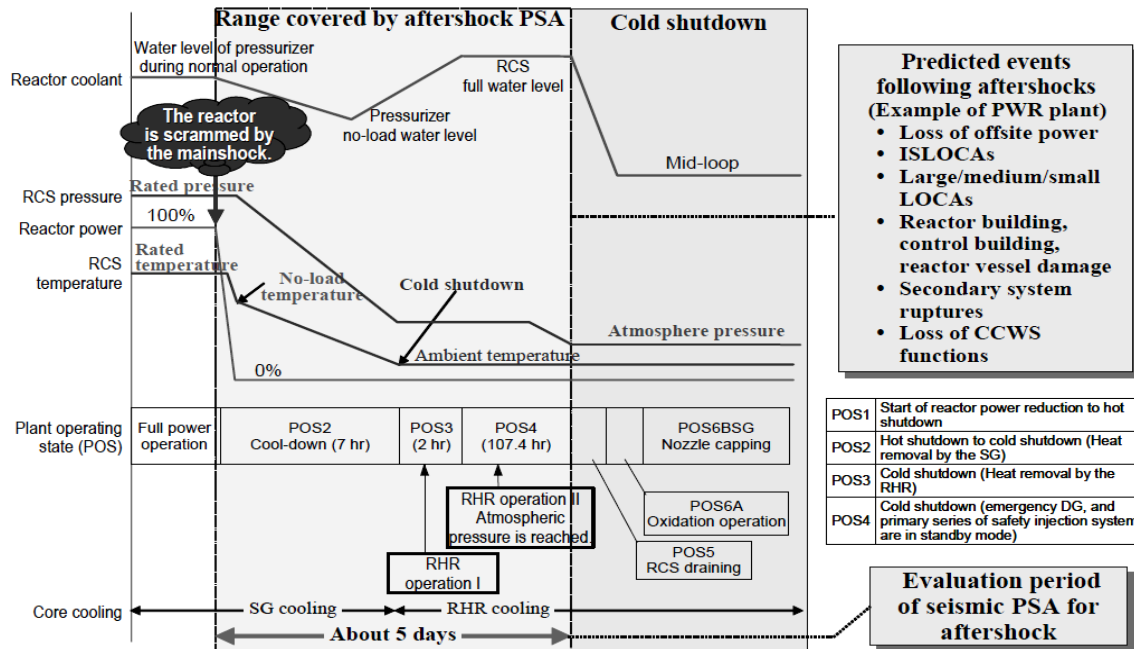 Range covered by aftershock PSA
Cold shutdown
Water level of pressurizer
during normal operation
Reactor coolant
RCS
full water level
Pressurizer
no-load water level
The reactor
is scrammed by
the mainshock.
Mid-loop
Rated pressure
RCS pressure
100%
Reactor power
Rated
temperature
RCS
temperature
No-load
temperature
Cold shutdown
Atmosphere pressure
Ambient temperature
0%
Plant operating
state (POS)
Full power
operation
POS2
Cool-down (7 hr)
POS3
(2 hr)
POS4
(107.4 hr)
POS6BSG
Nozzle capping
RHR operation II
Atmospheric
pressure is reached.
POS6A
Oxidation operation
RHR
operation I
POS5
RCS draining
Core cooling
SG cooling
RHR cooling
About 5 days
Predicted events
following aftershocks
(Example of PWR plant)
• Loss of offsite power
• ISLOCAs
• Large/medium/small
LOCAs
• Reactor building,
control building,
reactor vessel damage
• Secondary system
ruptures
• Loss of CCWS
functions
POS1 Start of reactor power reduction to hot
shutdown
POS2 Hot shutdown to cold shutdown (Heat
removal by the SG)
POS3 Cold shutdown (Heat removal by the
RHR)
POS4 Cold shutdown (emergency DG, and
primary series of safety injection system
are in standby mode)
Evaluation period
of seismic PSA for
aftershock